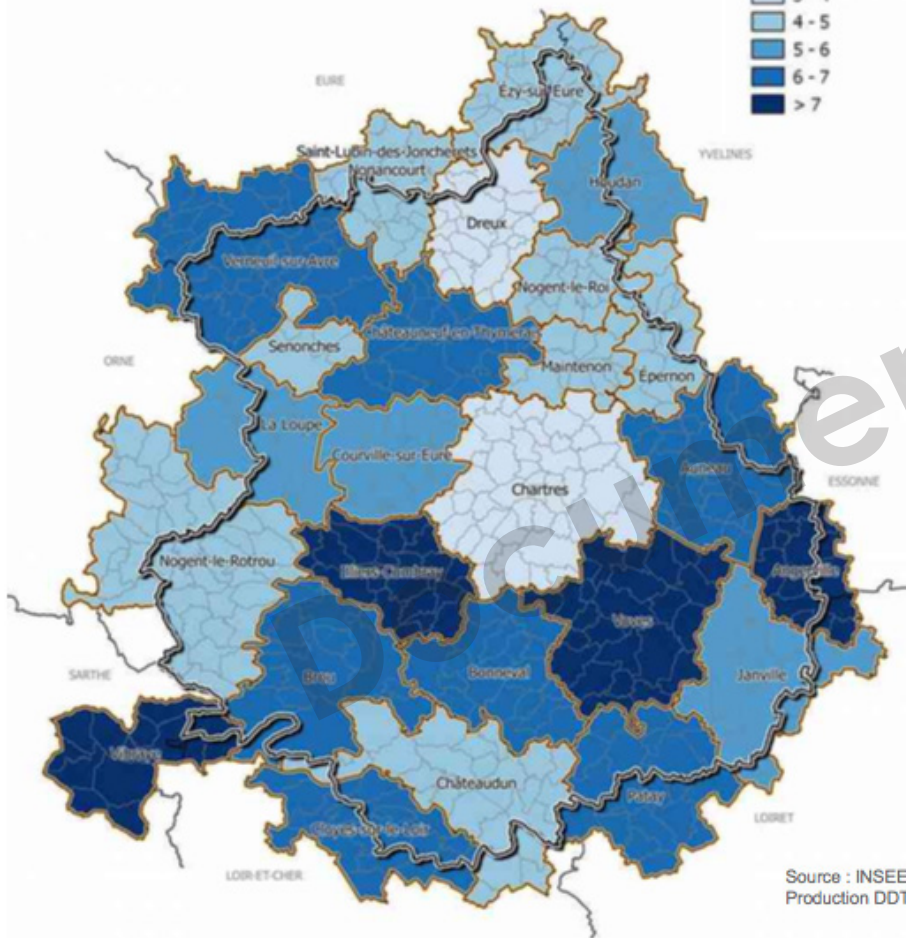 4 - 5
5 - 6
6 - 7
> 7
EURE
Ézy-sur-Eure
Saint-Lubin-des-Joncherets
Nonancourt
YVELINES
Houdan
Dreux
Verneuil-sur-Avre
Nogent-le-Roi
Châteauneuf-en-Thymerais
Senonches
ORNE
Maintenon
Épernon
La Loupe
Courville-sur-Eure
Auneau
ESSONNE
Chartres
Nogent-le-Rotrou
Illiers-Combray
Angerville
Voves
SARTHE
Brou
Bonneval
Janville
Vibraye
Châteaudun
Patay
Cloyes-sur-le-Loir
LOIRET
LOIR-ET-CHER
Source : INSEE
Production DDT
Docume